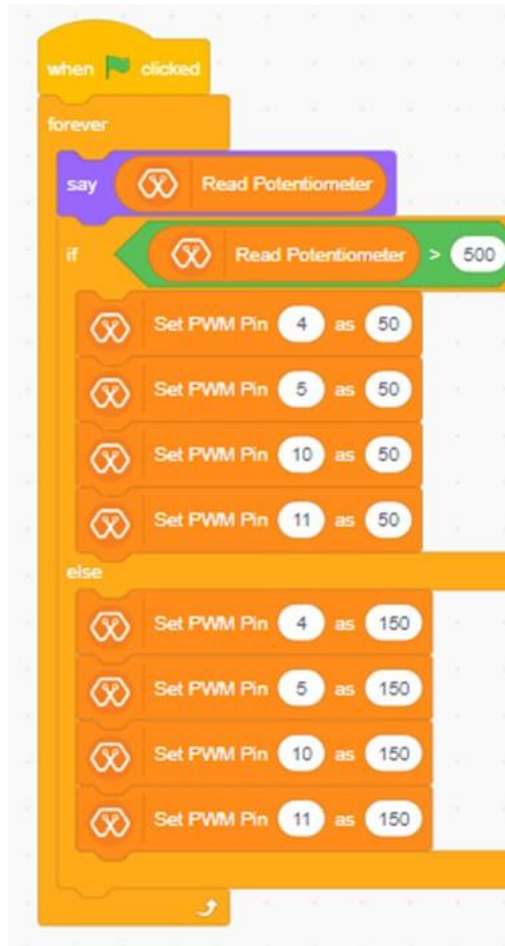 when clicked
forever
say Read Potentiometer
if Read Potentiometer > 500
Set PWM Pin 4 as 50
Set PWM Pin 5 as 50
Set PWM Pin 10 as 50
Set PWM Pin 11 as 50
else
Set PWM Pin 4 as 150
Set PWM Pin 5 as 150
Set PWM Pin 10 as 150
Set PWM Pin 11 as 150